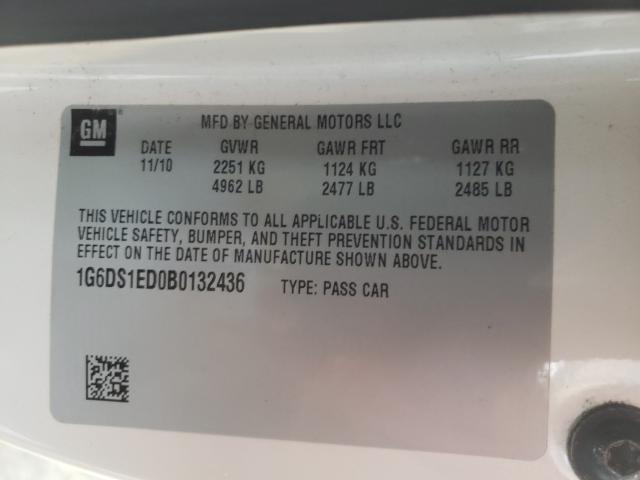 GM
MFD BY GENERAL MOTORS LLC
DATE GVWR GAWR FRT GAWR RR
11/10 2251 KG 1124 KG 1127 KG
4962 LB 2477 LB 2485 LB
THIS VEHICLE CONFORMS TO ALL APPLICABLE U.S. FEDERAL MOTOR
VEHICLE SAFETY, BUMPER, AND THEFT PREVENTION STANDARDS IN
EFFECT ON THE DATE OF MANUFACTURE SHOWN ABOVE.
1G6DS1ED0B0132436 TYPE: PASS CAR